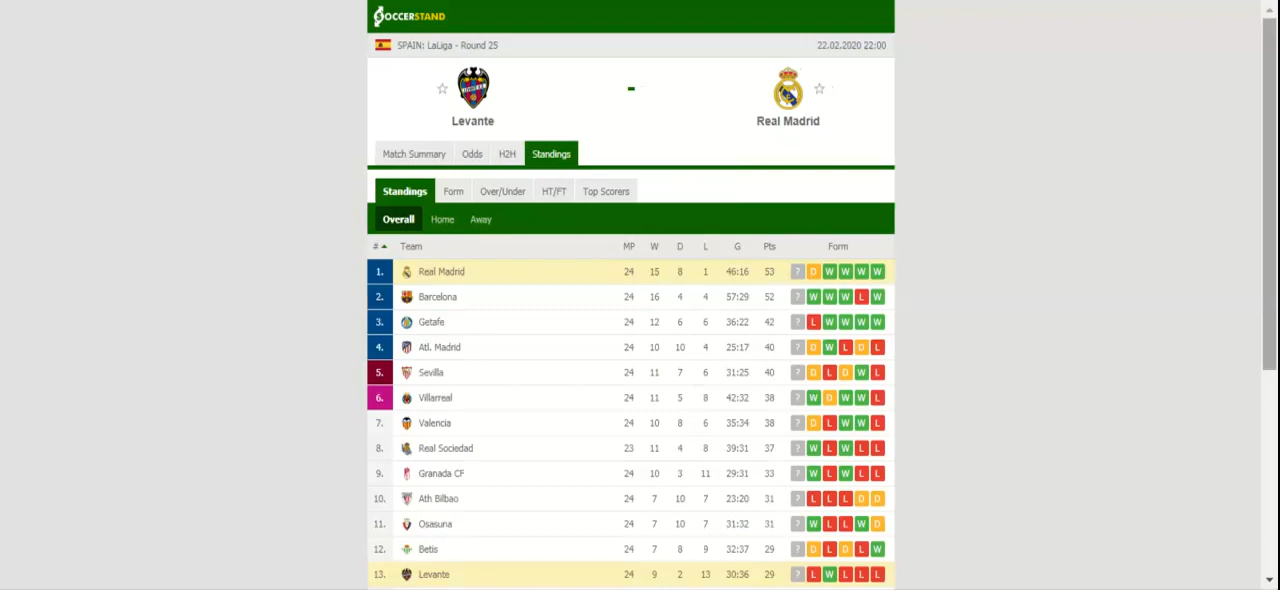 SOCCERSTAND
SPAIN: LaLiga - Round 25 22.02.2020 22:00
-
Levante Real Madrid
Match Summary Odds H2H Standings
Standings Form Over/Under HT/FT Top Scorers
Overall Home Away
# Team MP W D L G Pts Form
1. Real Madrid 24 15 8 1 46:16 53 ? D W W W W
2. Barcelona 24 16 4 4 57:29 52 ? W W W L W
3. Getafe 24 12 6 6 36:22 42 ? L W W W W
4. Atl. Madrid 24 10 10 4 25:17 40 ? D W L D L
5. Sevilla 24 11 7 6 31:25 40 ? D L D W L
6. Villarreal 24 11 5 8 42:32 38 ? W D W W L
7. Valencia 24 10 8 6 35:34 38 ? D L W W L
8. Real Sociedad 23 11 4 8 39:31 37 ? W L W L L
9. Granada CF 24 10 3 11 29:31 33 ? W L W L L
10. Ath Bilbao 24 7 10 7 23:20 31 ? L L L D D
11. Osasuna 24 7 10 7 31:32 31 ? W L L W D
12. Betis 24 7 8 9 32:37 29 ? D L D L W
13. Levante 24 9 2 13 30:36 29 ? L W L L L